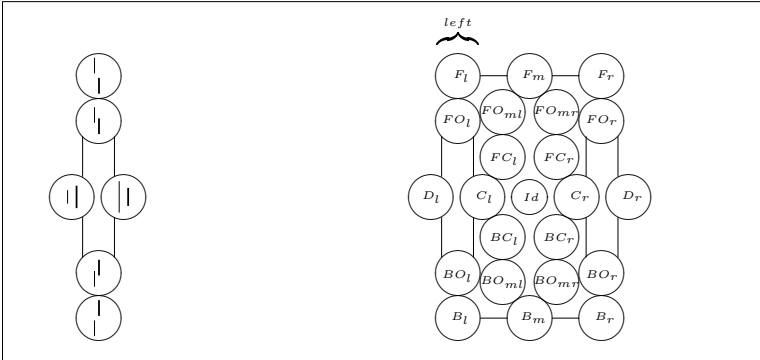 left
F_l F_m F_r
FO_ml FO_mr
FO_l FO_r
FC_l FC_r
D_l C_l Id C_r D_r
BC_l BC_r
BO_l BO_ml BO_mr BO_r
B_l B_m B_r